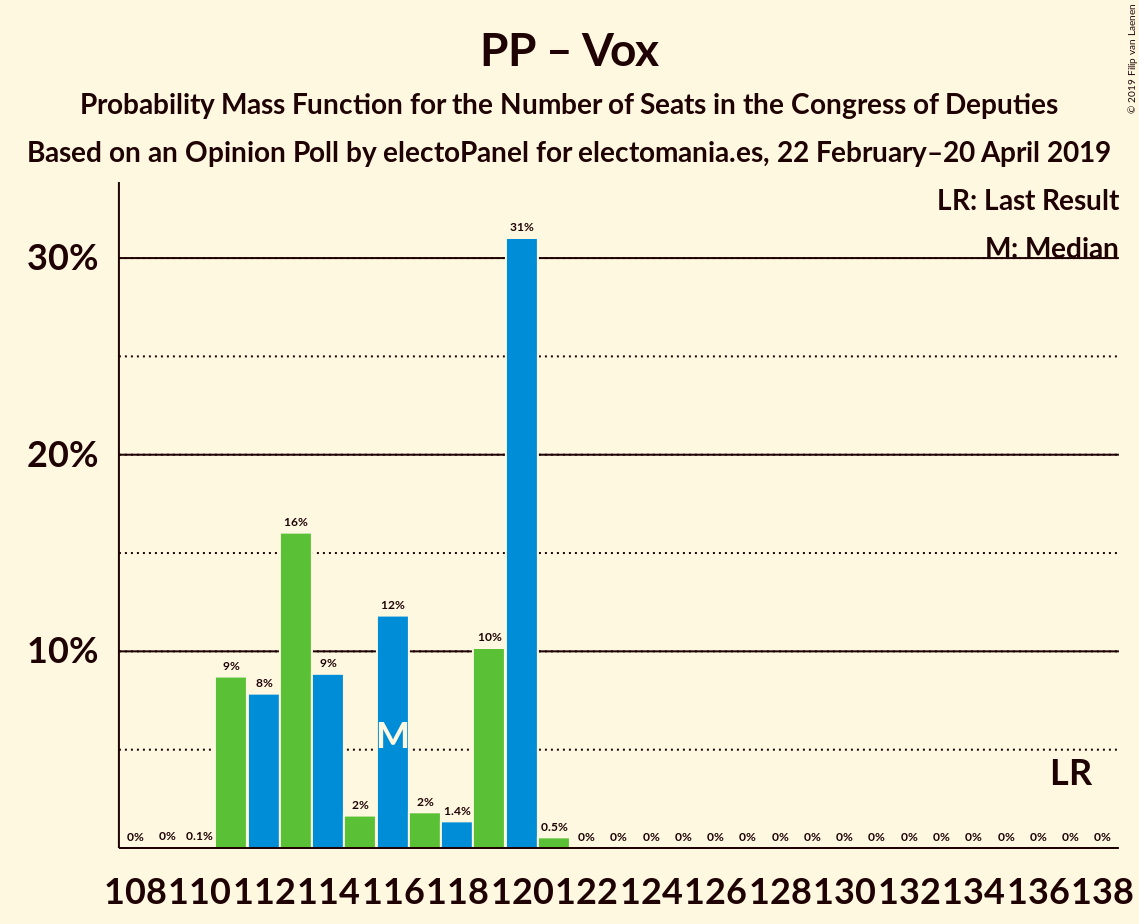 PP – Vox
Probability Mass Function for the Number of Seats in the Congress of Deputies
Based on an Opinion Poll by electoPanel for electomania.es, 22 February–20 April 2019
© 2019 Filip van Laenen
LR: Last Result
M: Median
30%
20%
10%
0% 0% 0.1% 9% 8% 16% 9% 2% 12% 2% 1.4% 10% 31% 0.5% 0% 0% 0% 0% 0% 0% 0% 0% 0% 0% 0% 0% 0% 0% 0% 0% 0%
M
LR
108 110 112 114 116 118 120 122 124 126 128 130 132 134 136 138